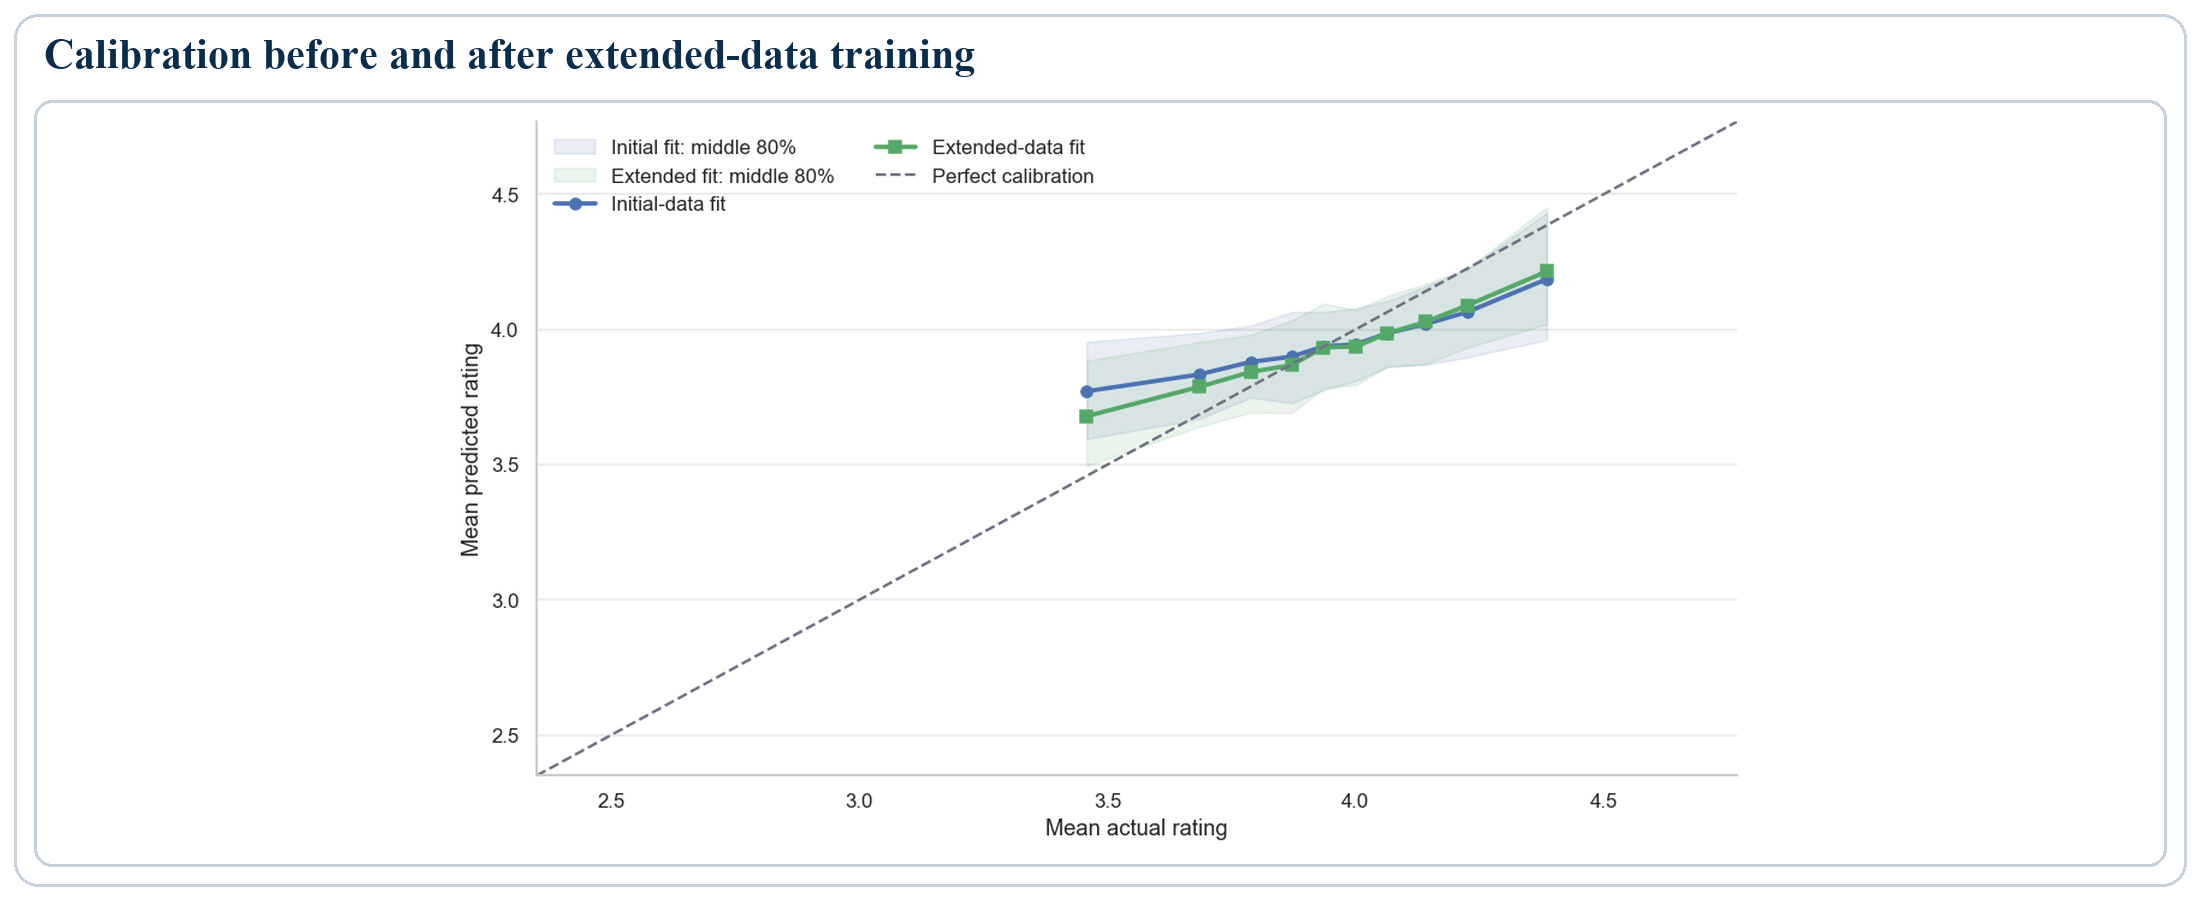 Calibration before and after extended-data training
Initial fit: middle 80%
Extended fit: middle 80%
Initial-data fit
Extended-data fit
Perfect calibration
Mean predicted rating
4.5
4.0
3.5
3.0
2.5
2.5
3.0
3.5
4.0
4.5
Mean actual rating